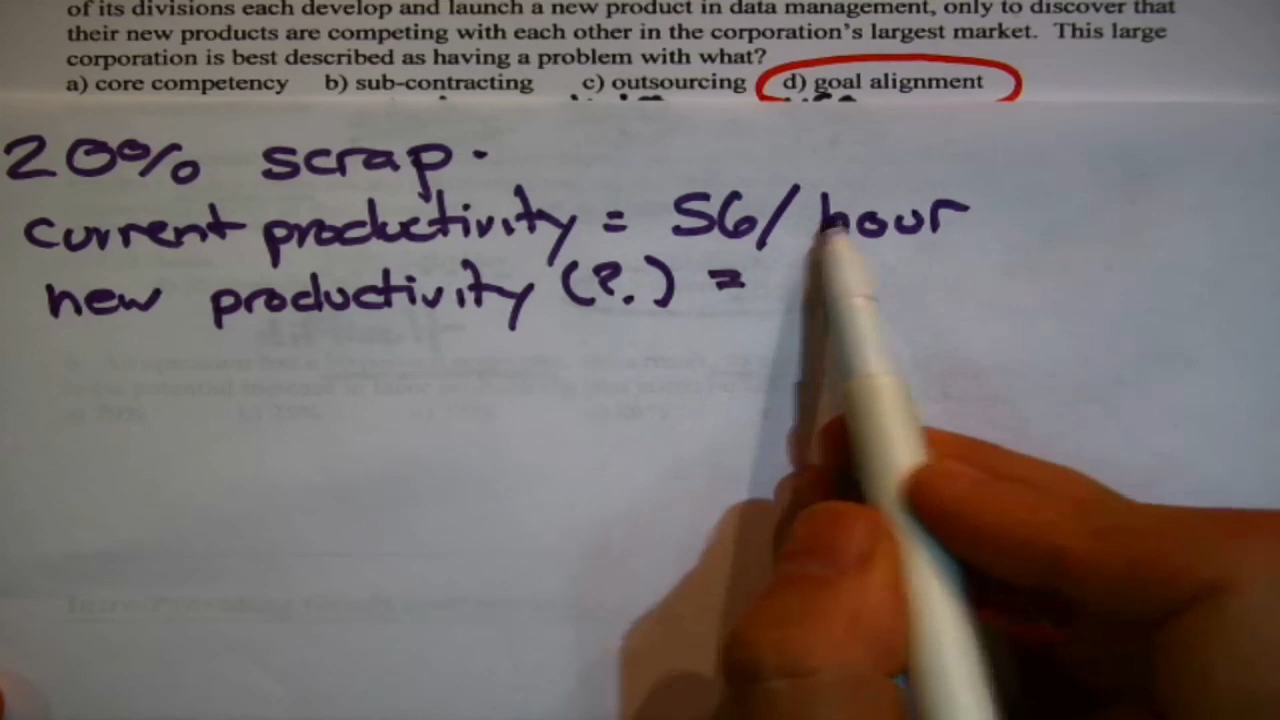 of its divisions each develop and launch a new product in data management, only to discover that
their new products are competing with each other in the corporation's largest market. This large
corporation is best described as having a problem with what?
a) core competency b) sub-contracting c) outsourcing d) goal alignment
20% scrap.
current productivity = 56/hour
new productivity (?.) =